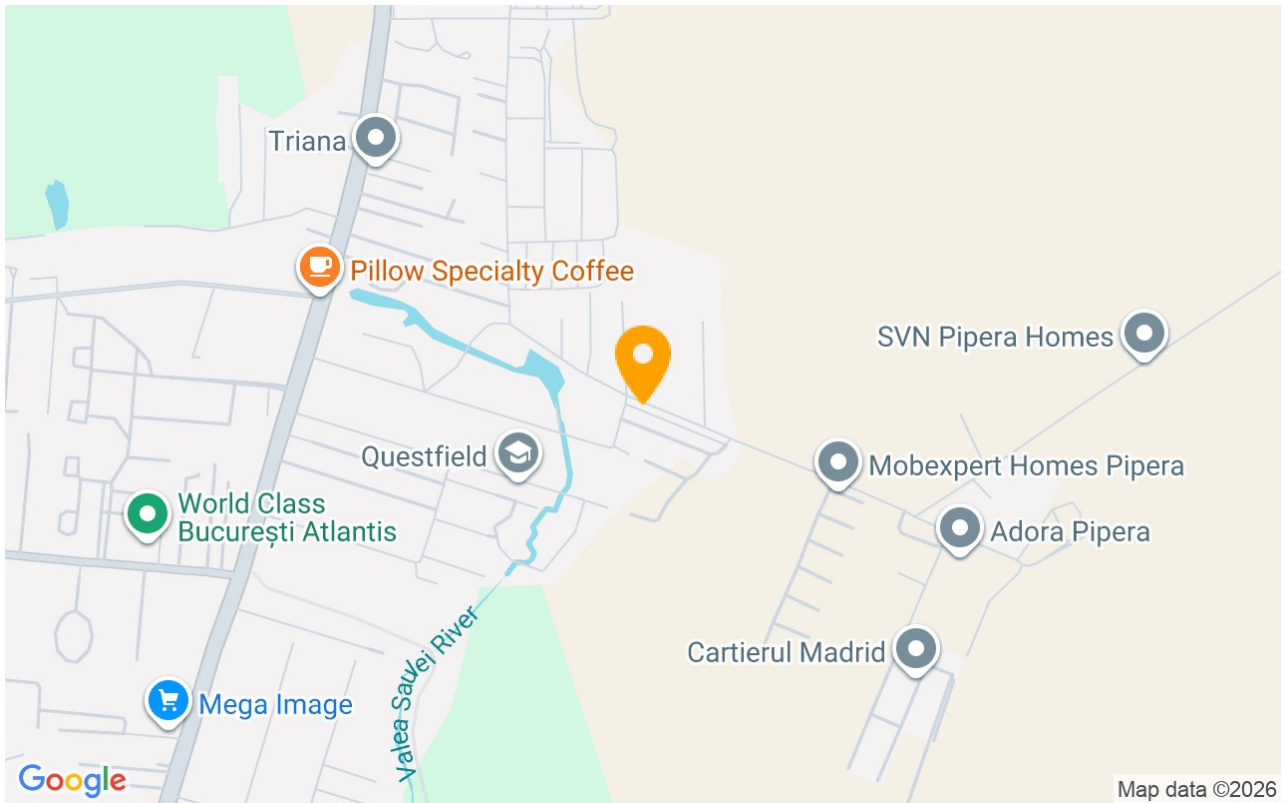 Triana
Pillow Specialty Coffee
SVN Pipera Homes
Questfield
Mobexpert Homes Pipera
World Class
București Atlantis
Adora Pipera
Valea Saulei River
Cartierul Madrid
Mega Image
Google
Map data ©2026